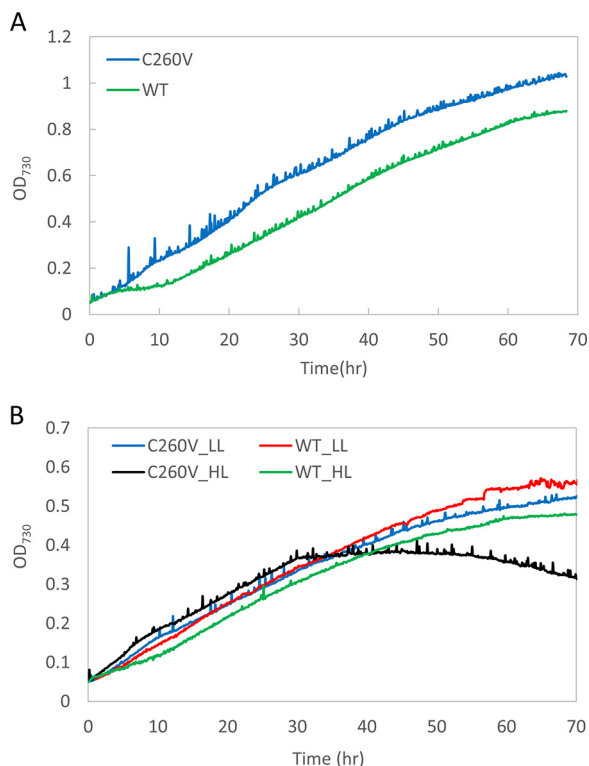 A
1.2
1
0.8
0.6
0.4
0.2
0
OD730
C260V
WT
0 10 20 30 40 50 60 70
Time(hr)
B
0.7
0.6
0.5
0.4
0.3
0.2
0.1
0
OD730
C260V_LL WT_LL
C260V_HL WT_HL
0 10 20 30 40 50 60 70
Time (hr)